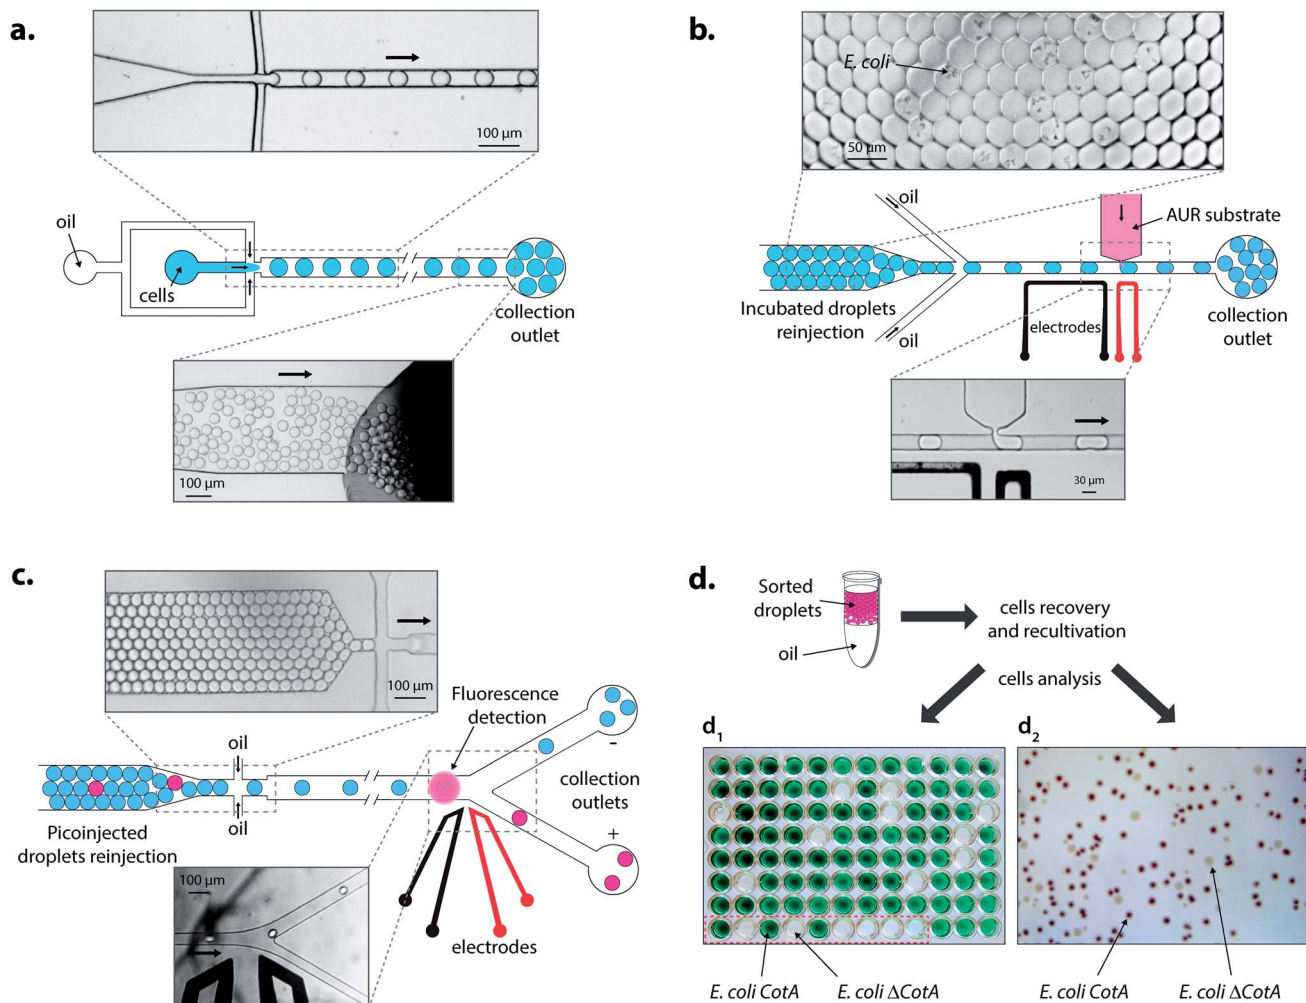 a.
100 µm
oil
cells
collection
outlet
100 µm
b.
E. coli
50 µm
oil
AUR substrate
Incubated droplets
reinjection
oil
electrodes
collection
outlet
30 µm
c.
100 µm
Fluorescence
detection
oil
-
collection
outlets
+
oil
Picoinjected
droplets reinjection
100 µm
electrodes
d.
Sorted
droplets
oil
cells recovery
and recultivation
cells analysis
d1
d2
E. coli CotA
E. coli ΔCotA
E. coli CotA
E. coli ΔCotA